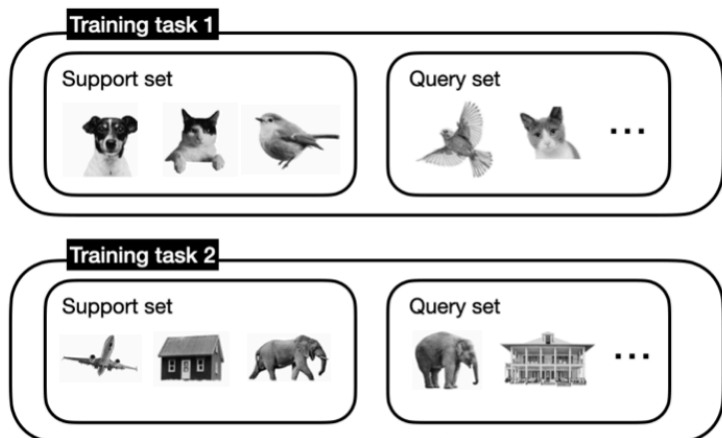 Training task 1
Support set
Query set
...
Training task 2
Support set
Query set
...